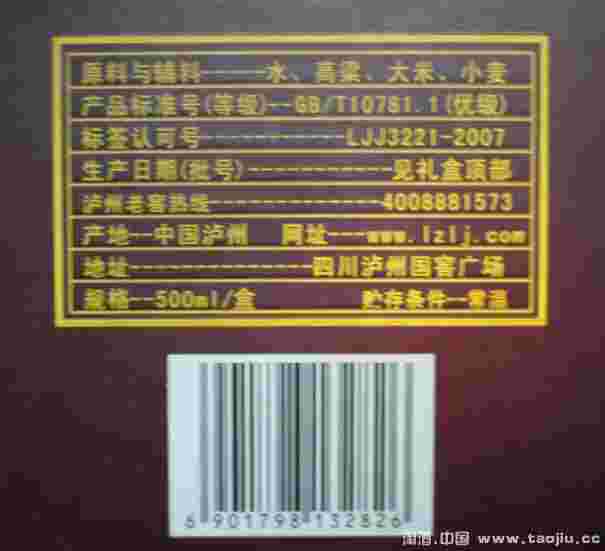 原料与辅料-----水、高粱、大米、小麦
产品标准号(等级)--GB/T10781.1(优级)
标签认可号----------LJJ3221-2007
生产日期(批号)----------见礼盒顶部
泸州老窖热线------------4008881573
产地--中国泸州 网址---www.lzlj.com
地址-------------四川泸州国窖广场
规格--500ml/盒 贮存条件--常温
6 901798 132826
淘酒.中国 www.taojiu.cc